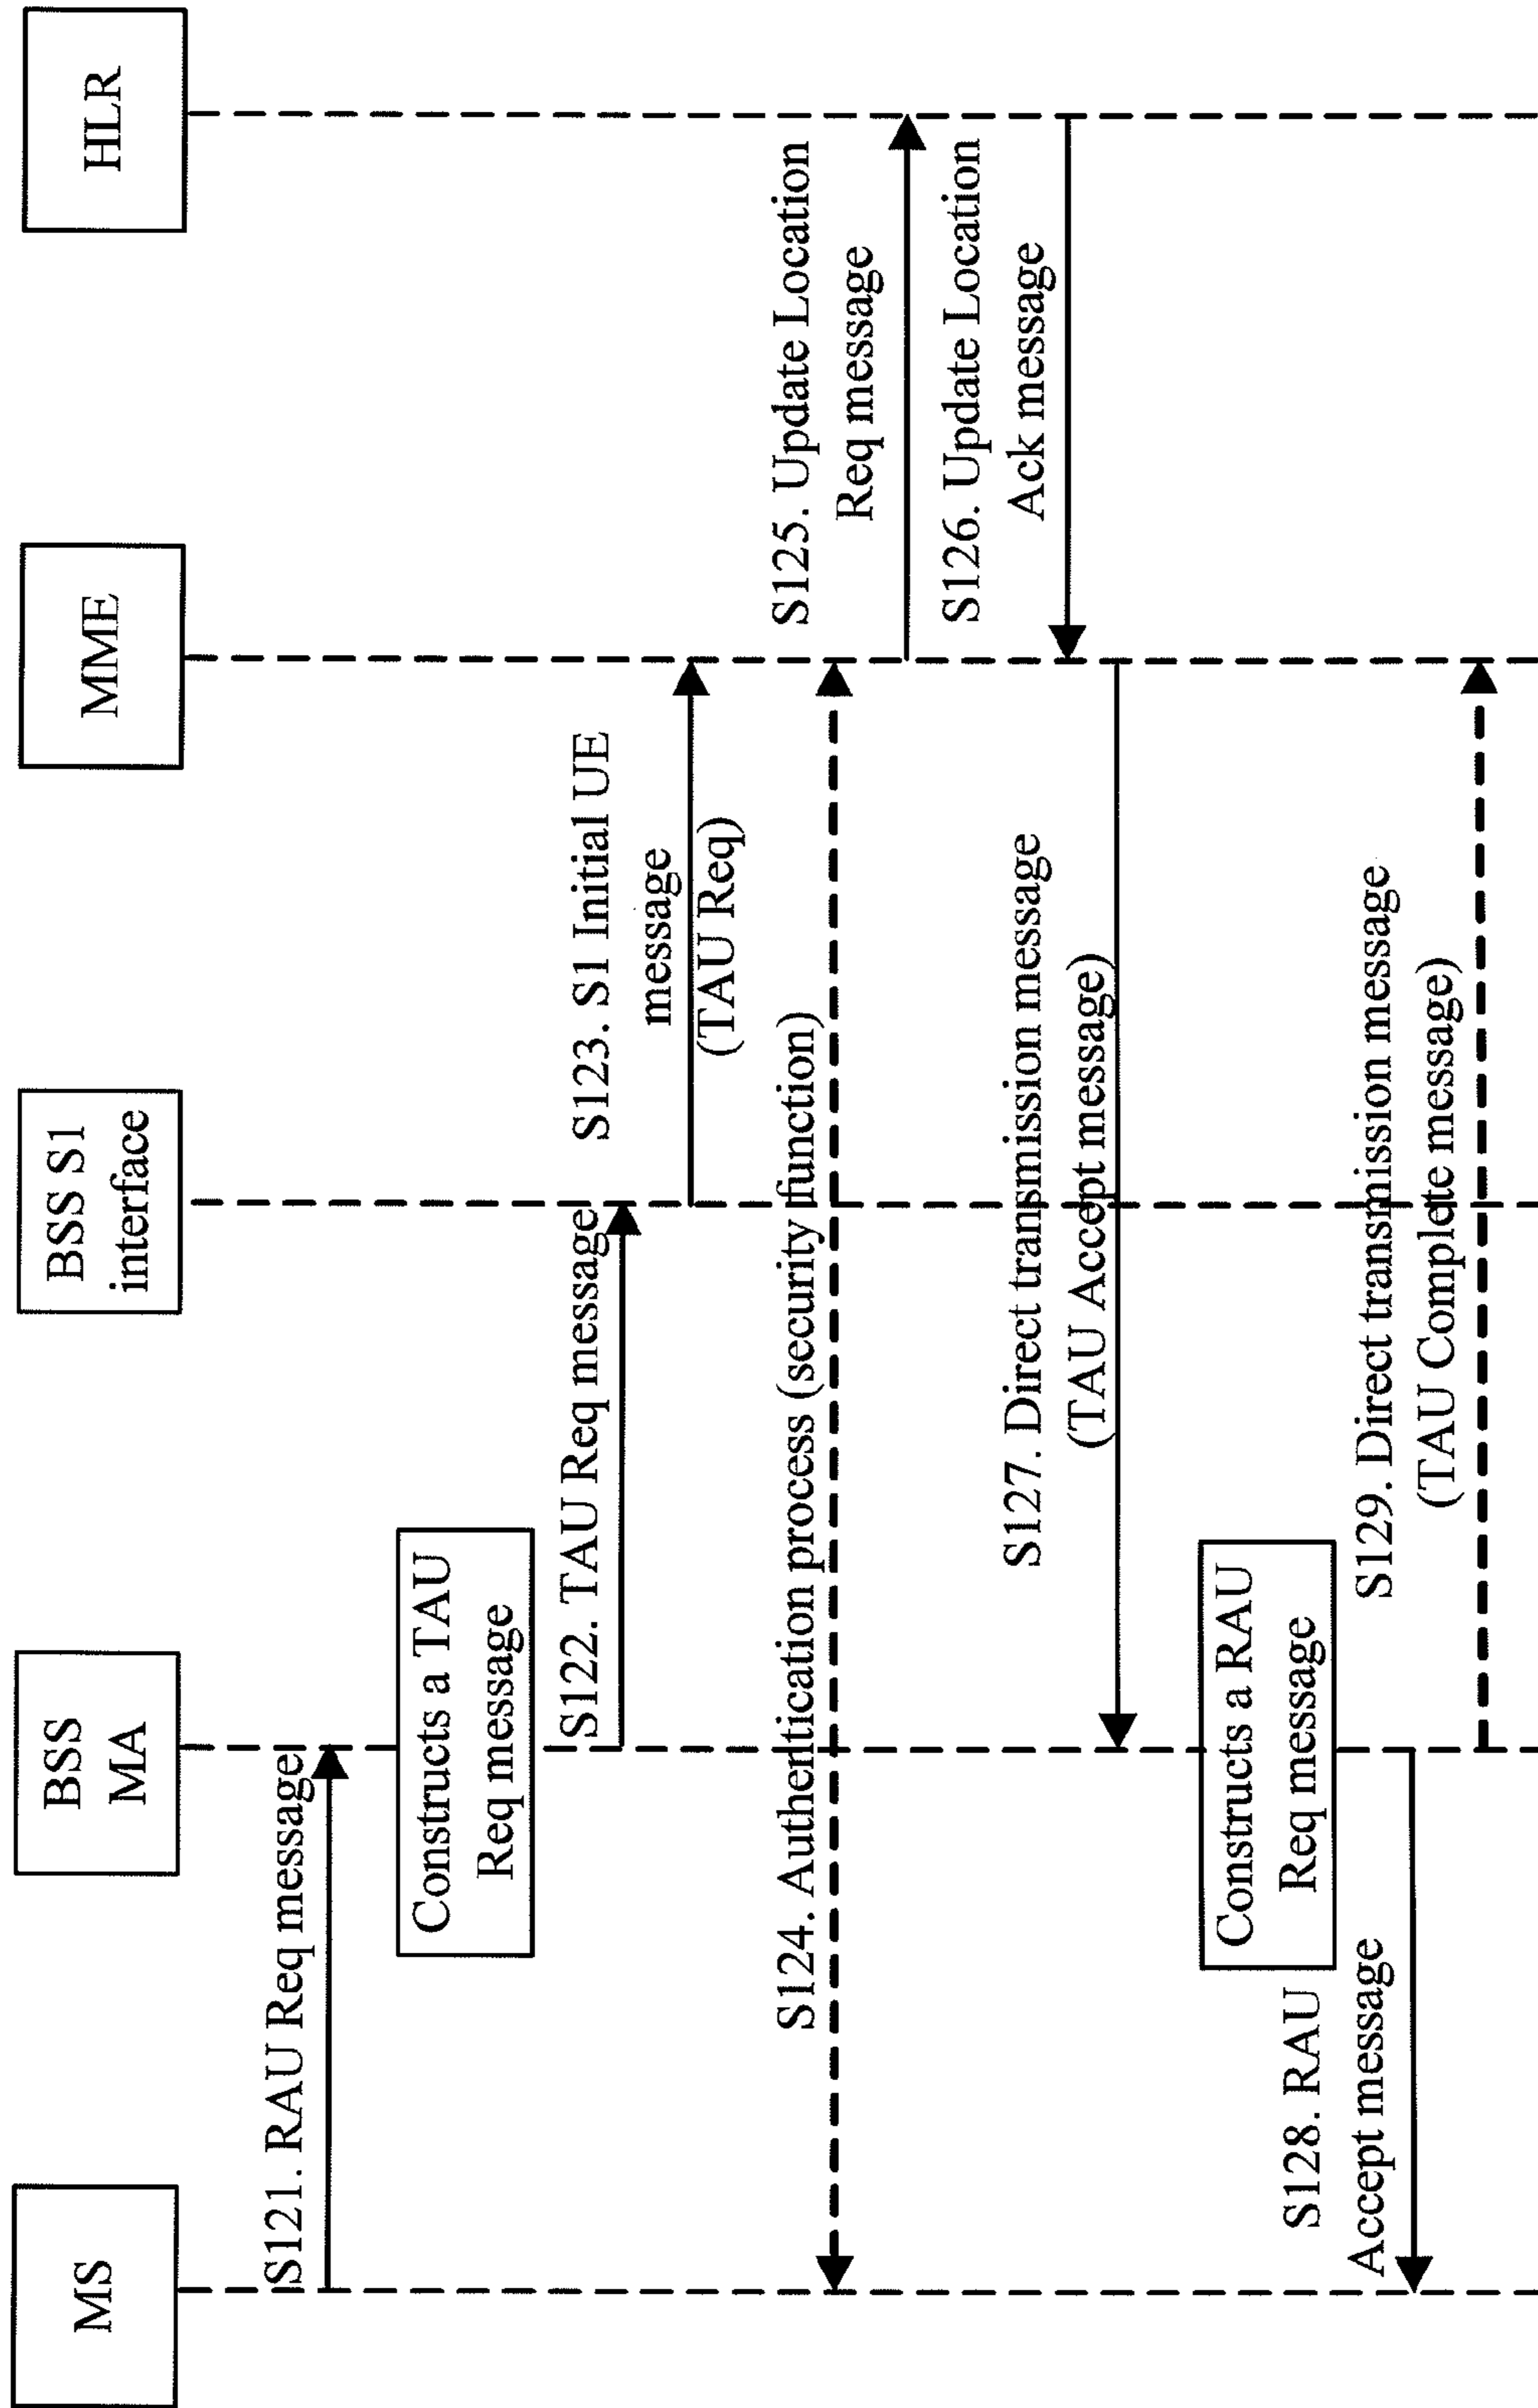 MS
BSS
MA
BSS S1
interface
MME
HLR
S121. RAU Req message
Constructs a TAU
Req message
S122. TAU Req message
S123. S1 Initial UE
message
(TAU Req)
S124. Authentication process (security function)
S125. Update Location
Req message
S126. Update Location
Ack message
S127. Direct transmission message
(TAU Accept message)
Constructs a RAU
Req message
S128. RAU
Accept message
S129. Direct transmission message
(TAU Complete message)